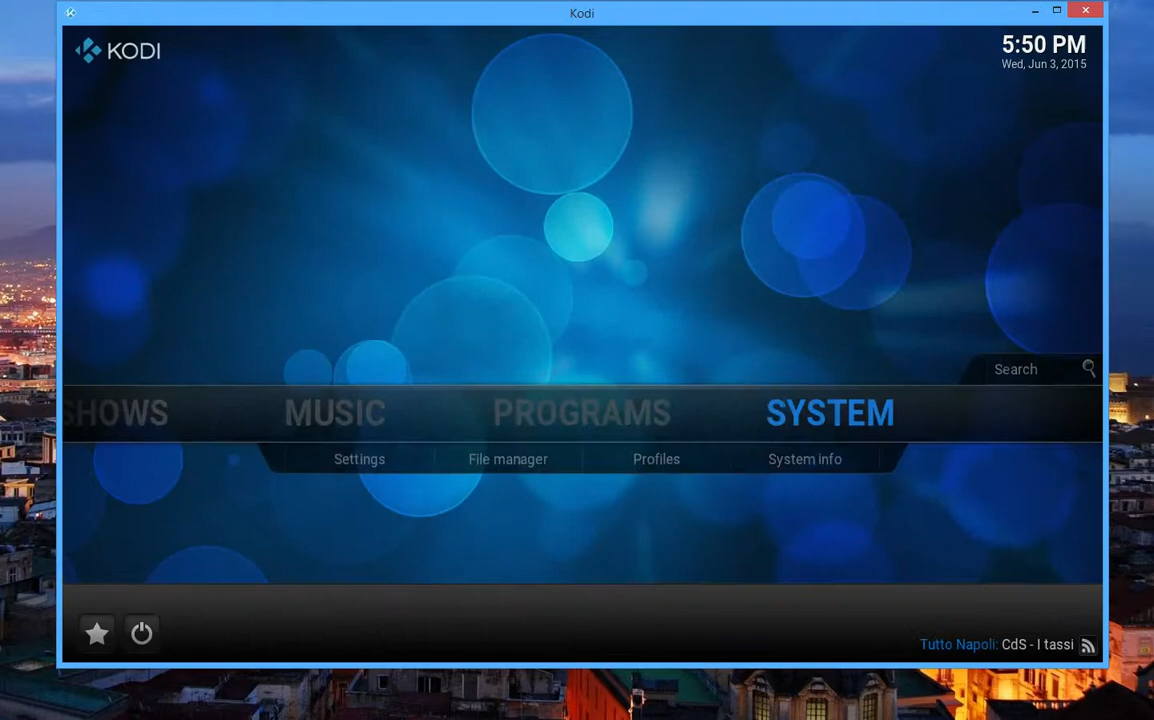 Kodi
KODI
5:50 PM
Wed, Jun 3, 2015
Search
SHOWS MUSIC PROGRAMS SYSTEM
Settings File manager Profiles System info
Tutto Napoli: CdS - I tassi